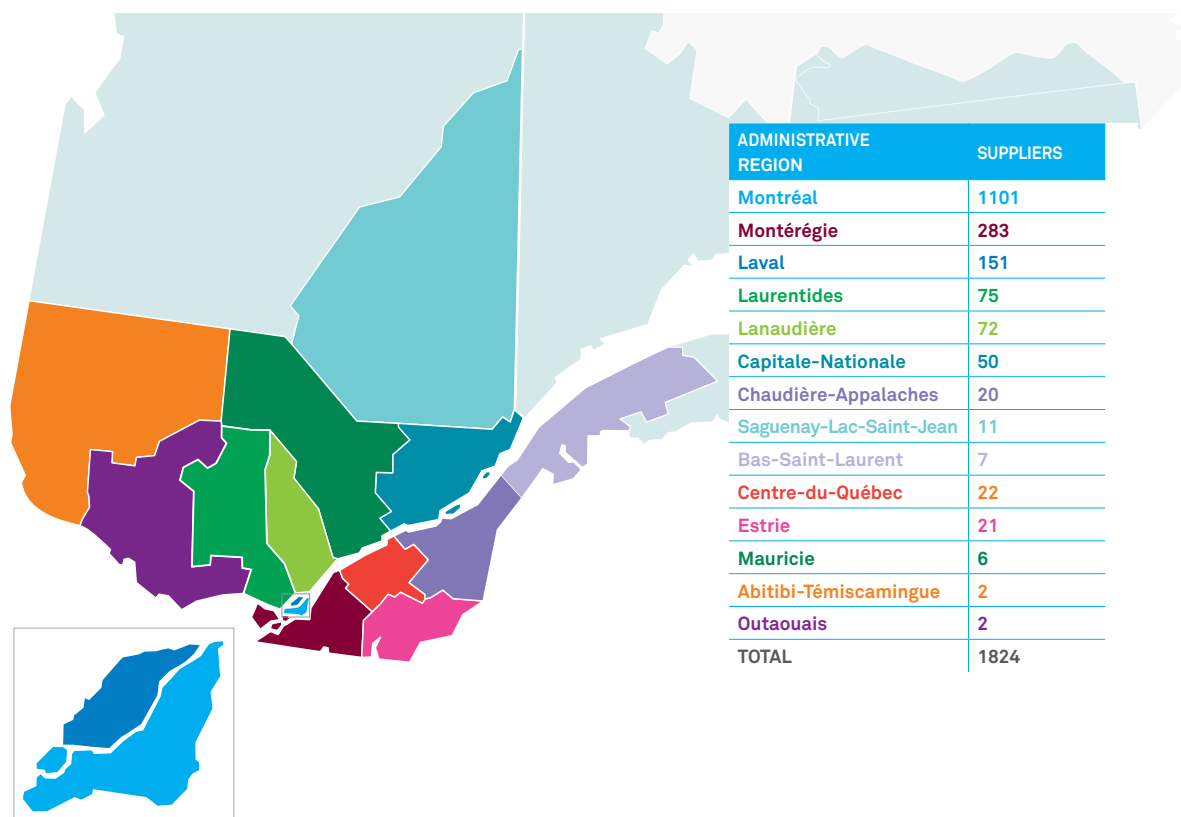 ADMINISTRATIVE
REGION
SUPPLIERS
Montréal 1101
Montérégie 283
Laval 151
Laurentides 75
Lanaudière 72
Capitale-Nationale 50
Chaudière-Appalaches 20
Saguenay-Lac-Saint-Jean 11
Bas-Saint-Laurent 7
Centre-du-Québec 22
Estrie 21
Mauricie 6
Abitibi-Témiscamingue 2
Outaouais 2
TOTAL 1824